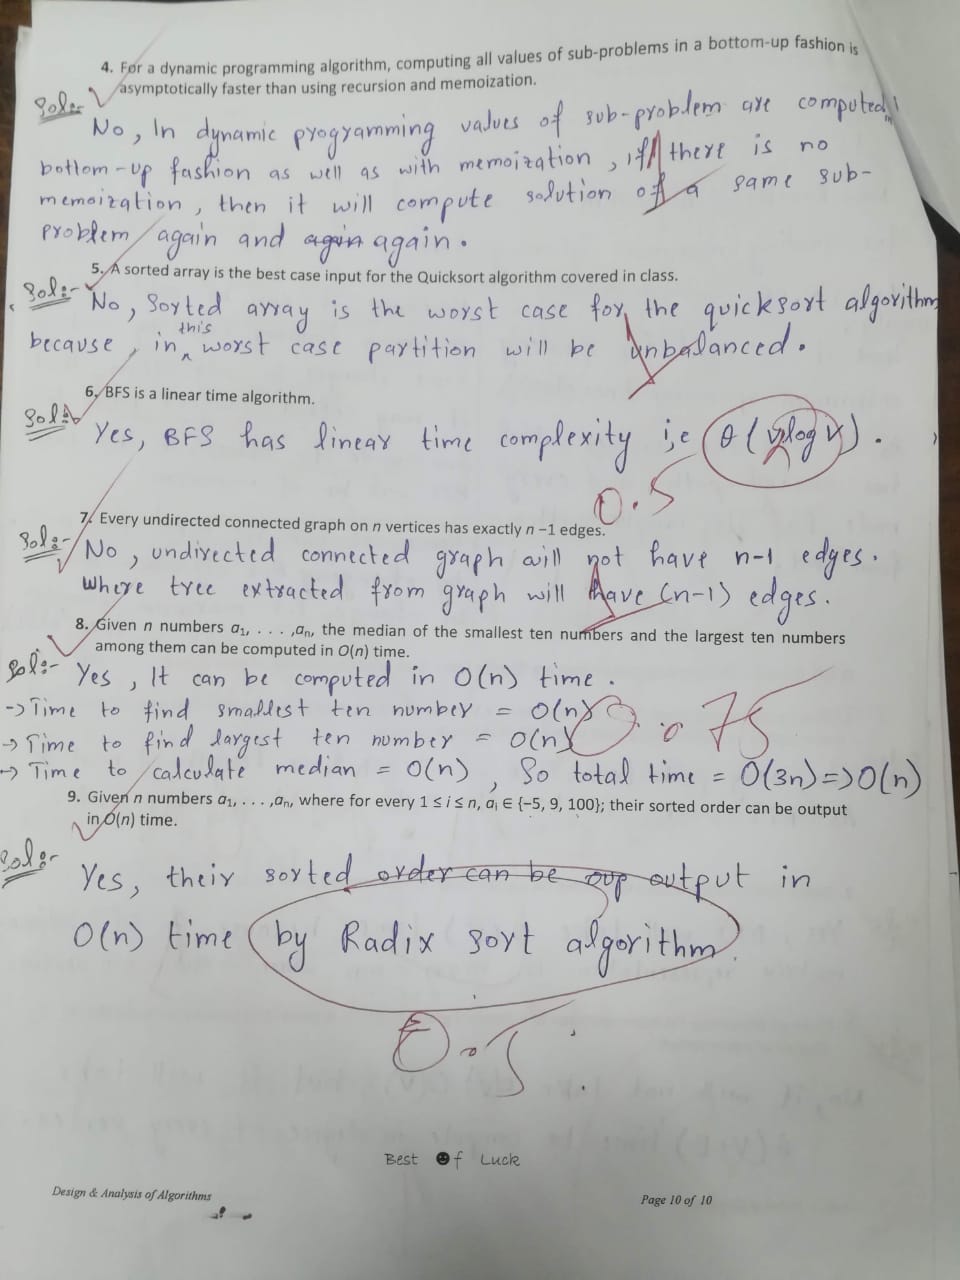 4. For a dynamic programming algorithm, computing all values of sub-problems in a bottom-up fashion is
asymptotically faster than using recursion and memoization.
Sol:-
No, In dynamic programming values of sub-problem are computed in
bottom-up fashion as well as with memoization, if there is no
memoization, then it will compute solution of a same sub-
problem again and again again.
5. A sorted array is the best case input for the Quicksort algorithm covered in class.
Sol:-
No, Sorted array is the worst case for the quicksort algorithm
because, in this worst case partition will be unbalanced.
6. BFS is a linear time algorithm.
Sol:-
Yes, BFS has linear time complexity i,e θ(vlog v).
0.5
7. Every undirected connected graph on n vertices has exactly n –1 edges.
Sol:-
No, undirected connected graph will not have n-1 edges.
Where tree extracted from graph will have (n-1) edges.
8. Given n numbers a1, . . . ,an, the median of the smallest ten numbers and the largest ten numbers
among them can be computed in O(n) time.
Sol:-
Yes, It can be computed in O(n) time.
-> Time to find smallest ten number = O(n)
-> Time to find largest ten number = O(n)
0.75
-> Time to calculate median = O(n), So total time = O(3n)=>O(n)
9. Given n numbers a1, . . . ,an, where for every 1 ≤ i ≤ n, ai ∈ {–5, 9, 100}; their sorted order can be output
in O(n) time.
Sol:-
Yes, their sorted order can be oup output in
O(n) time by Radix sort algorithm.
0.5
Best of Luck
Design & Analysis of Algorithms
Page 10 of 10